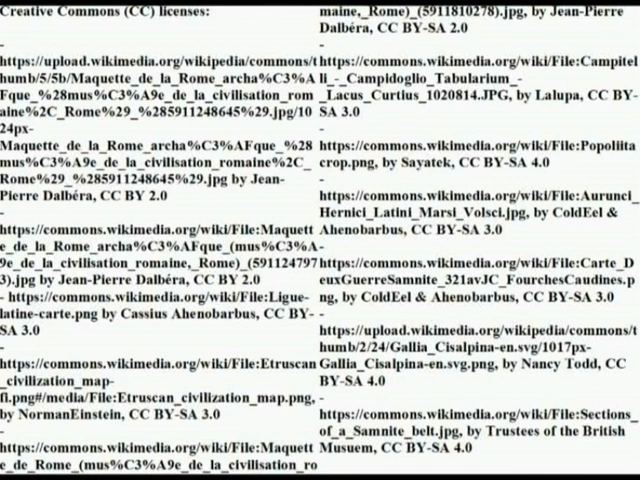 Creative Commons (CC) licenses:
-
https://upload.wikimedia.org/wikipedia/commons/t
humb/5/5b/Maquette_de_la_Rome_archa%C3%A
Fque_%28mus%C3%A9e_de_la_civilisation_rom
aine%2C_Rome%29_%285911248645%29.jpg/10
24px-
Maquette_de_la_Rome_archa%C3%AFque_%28
mus%C3%A9e_de_la_civilisation_romaine%2C_
Rome%29_%285911248645%29.jpg by Jean-
Pierre Dalbéra, CC BY 2.0
-
https://commons.wikimedia.org/wiki/File:Maquett
e_de_la_Rome_archa%C3%AFque_(mus%C3%A
9e_de_la_civilisation_romaine,_Rome)_(591124797
3).jpg by Jean-Pierre Dalbéra, CC BY 2.0
- https://commons.wikimedia.org/wiki/File:Ligue-
latine-carte.png by Cassius Ahenobarbus, CC BY-
SA 3.0
-
https://commons.wikimedia.org/wiki/File:Etruscan
_civilization_map-
fi.png#/media/File:Etruscan_civilization_map.png,
by NormanEinstein, CC BY-SA 3.0
-
https://commons.wikimedia.org/wiki/File:Maquett
e_de_Rome_(mus%C3%A9e_de_la_civilisation_ro
maine,_Rome)_(5911810278).jpg, by Jean-Pierre
Dalbéra, CC BY-SA 2.0
-
https://commons.wikimedia.org/wiki/File:Campitel
li_-_Campidoglio_Tabularium_-
_Lacus_Curtius_1020814.JPG, by Lalupa, CC BY-
SA 3.0
-
https://commons.wikimedia.org/wiki/File:Popoliita
crop.png, by Sayatek, CC BY-SA 4.0
-
https://commons.wikimedia.org/wiki/File:Aurunci_
Hernici_Latini_Marsi_Volsci.jpg, by ColdEel &
Ahenobarbus, CC BY-SA 3.0
-
https://commons.wikimedia.org/wiki/File:Carte_D
euxGuerreSamnite_321avJC_FourchesCaudines.p
ng, by ColdEel & Ahenobarbus, CC BY-SA 3.0
-
https://upload.wikimedia.org/wikipedia/commons/t
humb/2/24/Gallia_Cisalpina-en.svg/1017px-
Gallia_Cisalpina-en.svg.png, by Nancy Todd, CC
BY-SA 4.0
-
https://commons.wikimedia.org/wiki/File:Sections_
of_a_Samnite_belt.jpg, by Trustees of the British
Musuem, CC BY-SA 4.0